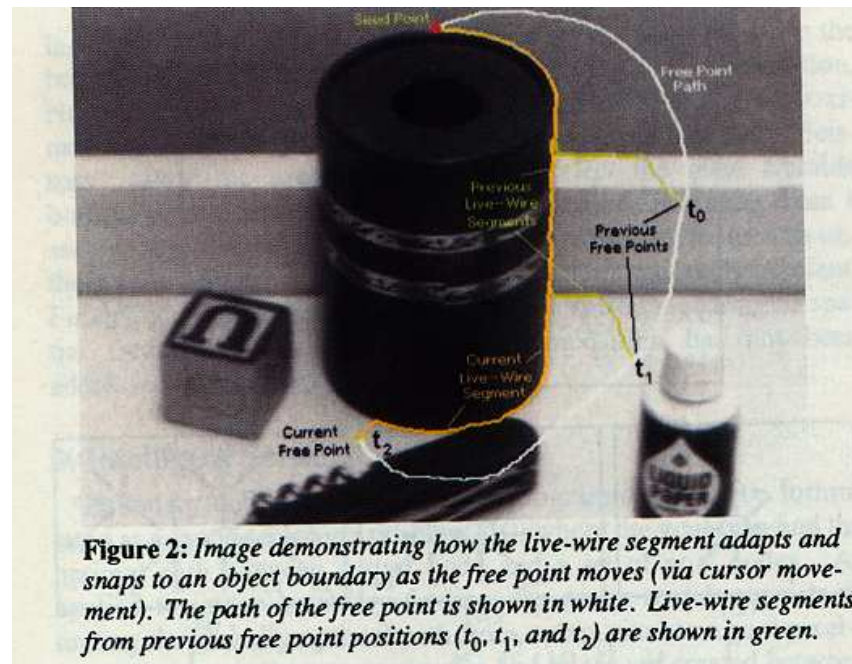 Seed Point
Free Point
Path
Previous
Live-Wire
Segments
t0
Previous
Free Points
t1
Current
Live-Wire
Segment
Current
Free Point
t2
LIQUID
PAPER
Figure 2: Image demonstrating how the live-wire segment adapts and
snaps to an object boundary as the free point moves (via cursor move-
ment). The path of the free point is shown in white. Live-wire segments
from previous free point positions (t0, t1, and t2) are shown in green.